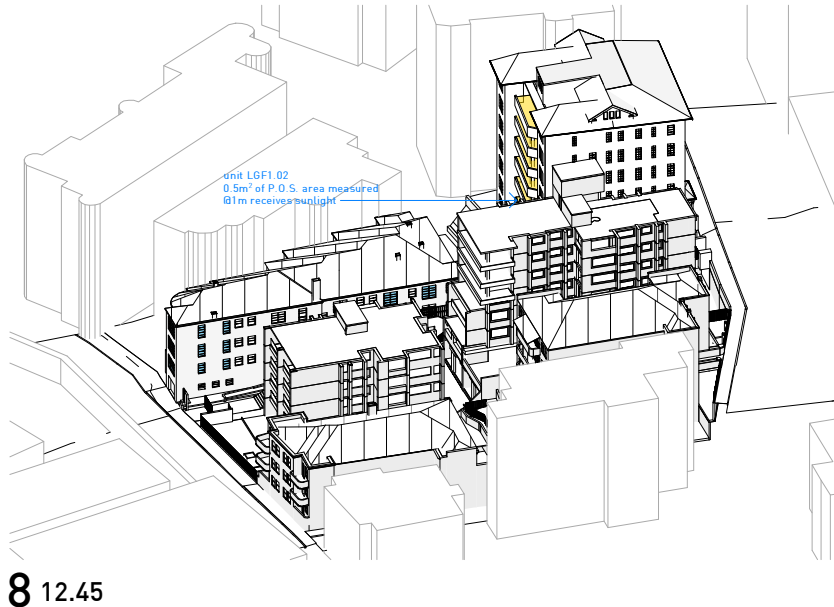 unit LGF1.02
0.5m² of P.O.S. area measured
@1m receives sunlight
8 12.45